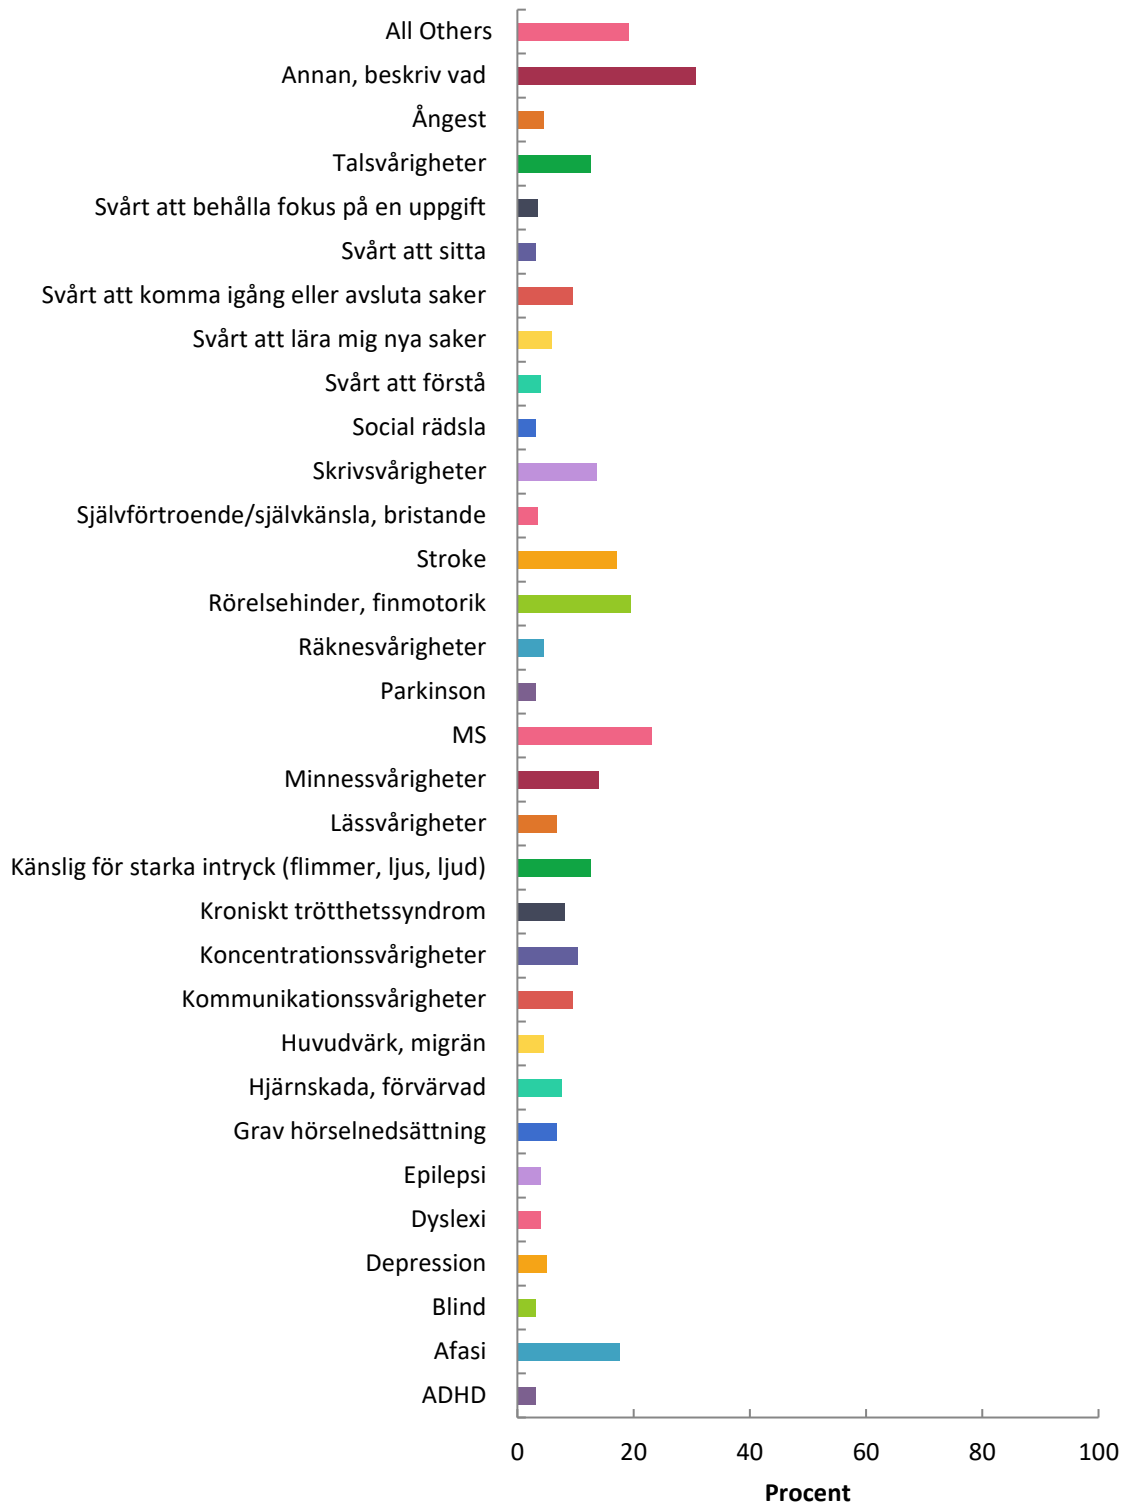 All Others
Annan, beskriv vad
Ångest
Talsvårigheter
Svårt att behålla fokus på en uppgift
Svårt att sitta
Svårt att komma igång eller avsluta saker
Svårt att lära mig nya saker
Svårt att förstå
Social rädsla
Skrivsvårigheter
Självförtroende/självkänsla, bristande
Stroke
Rörelsehinder, finmotorik
Räknesvårigheter
Parkinson
MS
Minnessvårigheter
Lässvårigheter
Känslig för starka intryck (flimmer, ljus, ljud)
Kroniskt trötthetssyndrom
Koncentrationssvårigheter
Kommunikationssvårigheter
Huvudvärk, migrän
Hjärnskada, förvärvad
Grav hörselnedsättning
Epilepsi
Dyslexi
Depression
Blind
Afasi
ADHD
0 20 40 60 80 100
Procent